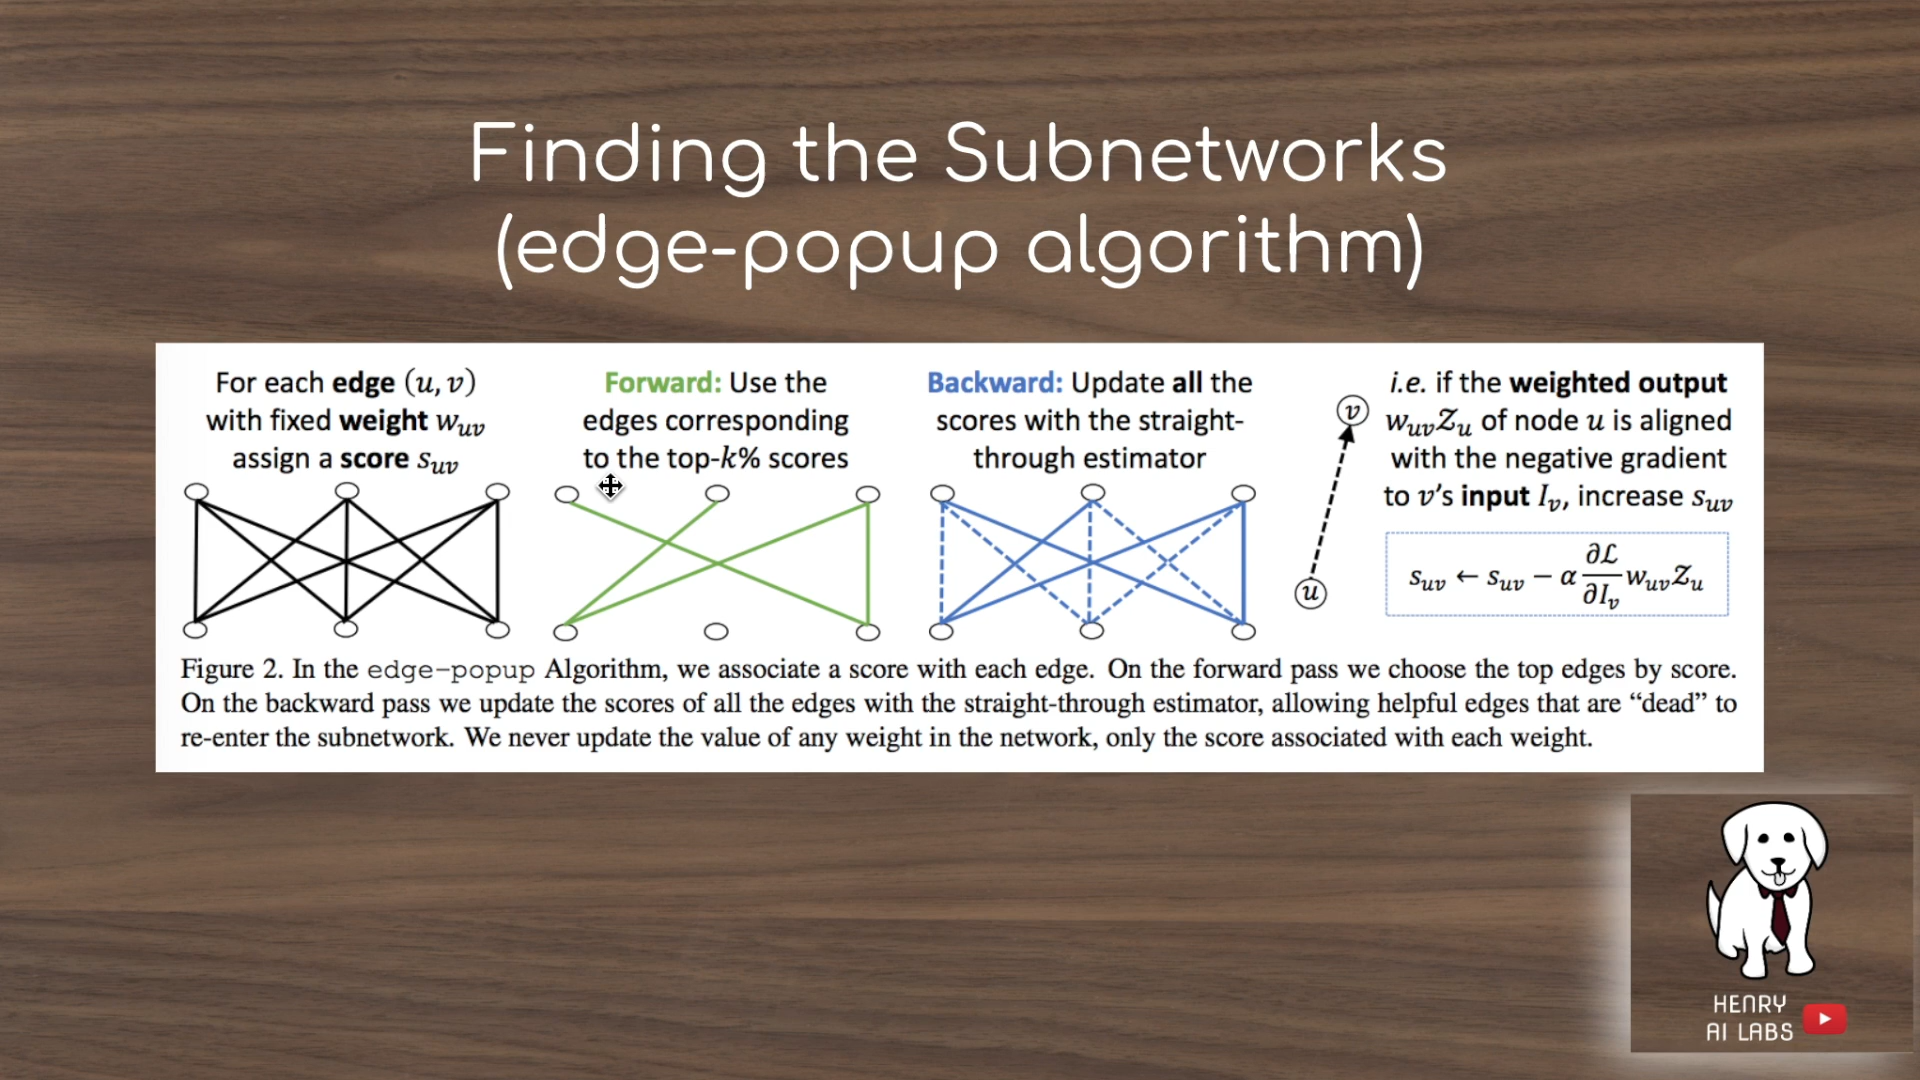 Finding the Subnetworks
(edge-popup algorithm)
For each edge (u, v)
with fixed weight w_uv
assign a score s_uv
Forward: Use the
edges corresponding
to the top-k% scores
Backward: Update all the
scores with the straight-
through estimator
v
u
i.e. if the weighted output
w_uv Z_u of node u is aligned
with the negative gradient
to v's input I_v, increase s_uv
s_uv ← s_uv − α ∂ℒ/∂I_v w_uv Z_u
Figure 2. In the edge-popup Algorithm, we associate a score with each edge. On the forward pass we choose the top edges by score.
On the backward pass we update the scores of all the edges with the straight-through estimator, allowing helpful edges that are “dead” to
re-enter the subnetwork. We never update the value of any weight in the network, only the score associated with each weight.
HENRY
AI LABS